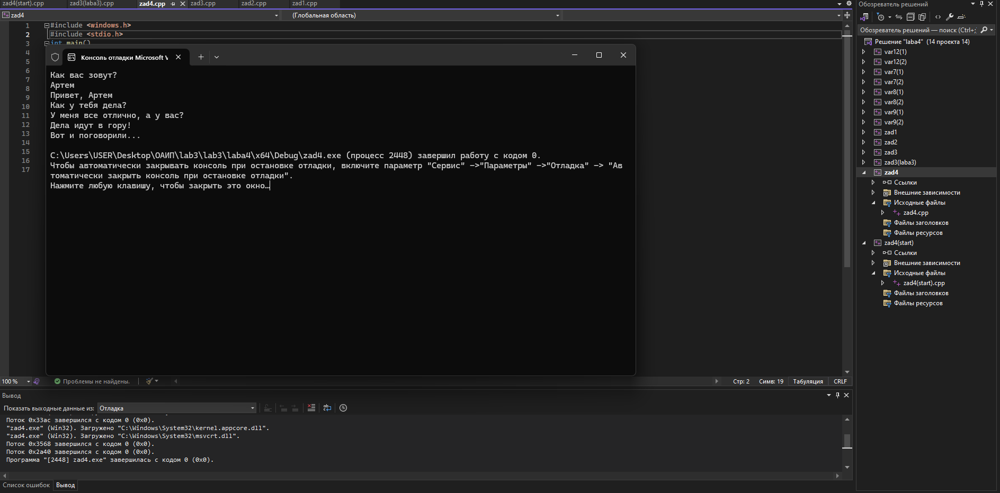 zad4(start).cpp zad3(laba3).cpp zad4.cpp zad3.cpp zad2.cpp zad1.cpp
zad4 (Глобальная область)
1 #include <windows.h>
2 #include <stdio.h>
3 int main()
4
5
6
7
8
9
10
11
12
13
14
15
16
17
Консоль отладки Microsoft V
Как вас зовут?
Артем
Привет, Артем
Как у тебя дела?
У меня все отлично, а у вас?
Дела идут в гору!
Вот и поговорили...
C:\Users\USER\Desktop\ОАИП\lab3\lab3\laba4\x64\Debug\zad4.exe (процесс 2448) завершил работу с кодом 0.
Чтобы автоматически закрывать консоль при остановке отладки, включите параметр "Сервис" ->"Параметры" ->"Отладка" -> "Ав
томатически закрыть консоль при остановке отладки".
Нажмите любую клавишу, чтобы закрыть это окно…
100 % Проблемы не найдены. Стр: 2 Симв: 19 Табуляция CRLF
Вывод
Показать выходные данные из: Отладка
Поток 0x33ac завершился с кодом 0 (0x0).
"zad4.exe" (Win32). Загружено "C:\Windows\System32\kernel.appcore.dll".
"zad4.exe" (Win32). Загружено "C:\Windows\System32\msvcrt.dll".
Поток 0x3568 завершился с кодом 0 (0x0).
Поток 0x2a40 завершился с кодом 0 (0x0).
Программа "[2448] zad4.exe" завершилась с кодом 0 (0x0).
Список ошибок Вывод
Обозреватель решений
Обозреватель решений — поиск (Ctrl+;
Решение "laba4" (14 проекта 14)
var12(1)
var12(2)
var7(1)
var7(2)
var8(1)
var8(2)
var9(1)
var9(2)
zad1
zad2
zad3
zad3(laba3)
zad4
Ссылки
Внешние зависимости
Исходные файлы
zad4.cpp
Файлы заголовков
Файлы ресурсов
zad4(start)
Ссылки
Внешние зависимости
Исходные файлы
zad4(start).cpp
Файлы заголовков
Файлы ресурсов